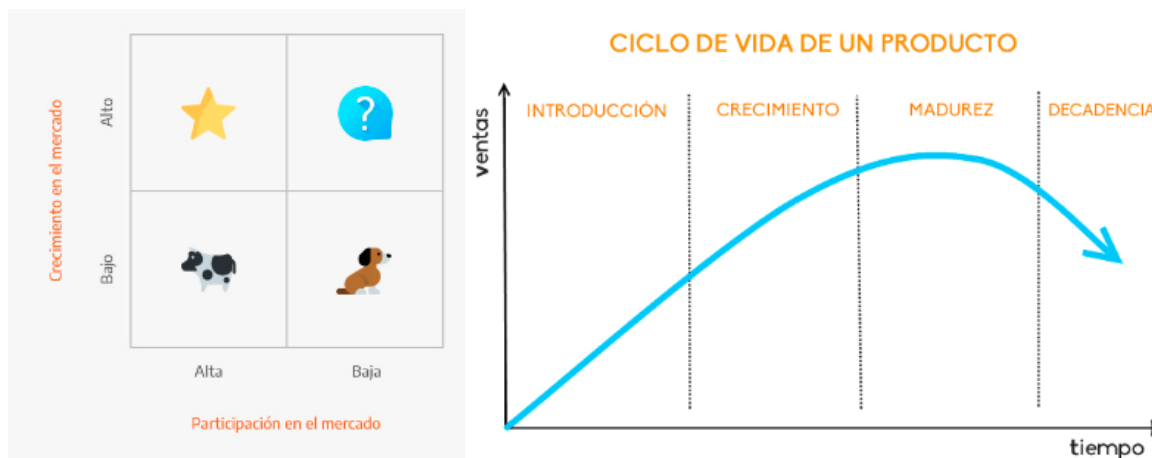 Crecimiento en el mercado
Alto
Bajo
?
Alta
Baja
Participación en el mercado
CICLO DE VIDA DE UN PRODUCTO
ventas
INTRODUCCIÓN
CRECIMIENTO
MADUREZ
DECADENCIA
tiempo